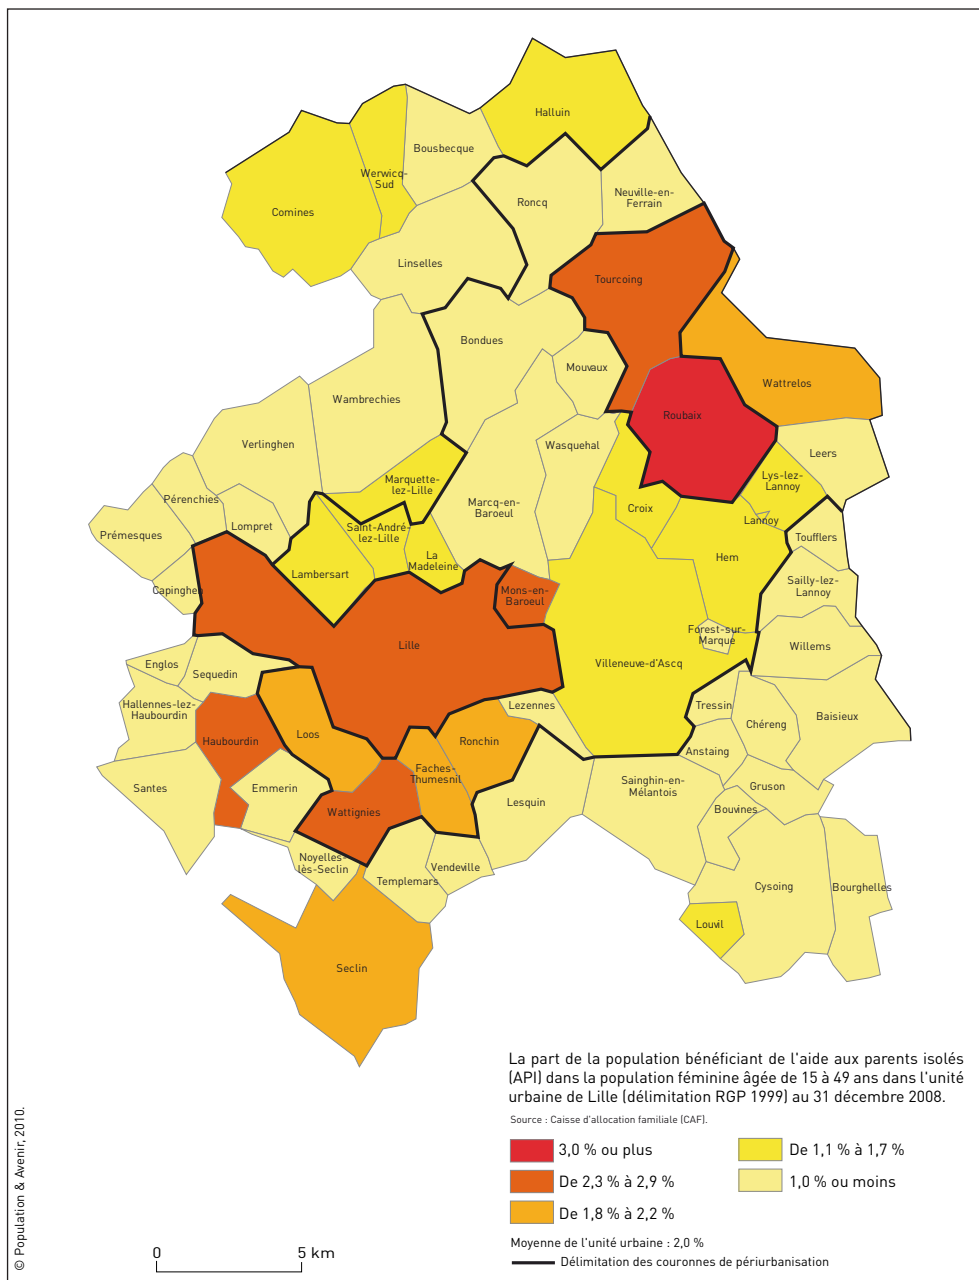 Halluin
Bousbecque
Werwicq-
Sud
Comines
Roncq
Neuville-en-
Ferrain
Linselles
Tourcoing
Bondues
Mouvaux
Wattrelos
Wambrechies
Roubaix
Verlinghen
Wasquehal
Leers
Marquette-
lez-Lille
Lys-lez-
Lannoy
Pérenchies
Marcq-en-
Baroeul
Croix
Lannoy
Prémesques
Lompret
Saint-André-
lez-Lille
Toufflers
La
Madeleine
Hem
Lambersart
Capinghem
Mons-en-
Baroeul
Sailly-lez-
Lannoy
Forest-sur-
Marque
Lille
Willems
Englos
Sequedin
Villeneuve-d'Ascq
Hallennes-lez-
Haubourdin
Lezennes
Tressin
Baisieux
Chéreng
Loos
Haubourdin
Ronchin
Anstaing
Faches-
Thumesnil
Santes
Emmerin
Sainghin-en-
Mélantois
Gruson
Lesquin
Wattignies
Bouvines
Noyelles-
lès-Seclin
Vendeville
Templemars
Cysoing
Bourghelles
Louvil
Seclin
La part de la population bénéficiant de l'aide aux parents isolés
(API) dans la population féminine âgée de 15 à 49 ans dans l'unité
urbaine de Lille (délimitation RGP 1999) au 31 décembre 2008.
Source : Caisse d'allocation familiale (CAF).
3,0 % ou plus
De 2,3 % à 2,9 %
De 1,8 % à 2,2 %
De 1,1 % à 1,7 %
1,0 % ou moins
Moyenne de l'unité urbaine : 2,0 %
Délimitation des couronnes de périurbanisation
0
5 km
© Population & Avenir, 2010.